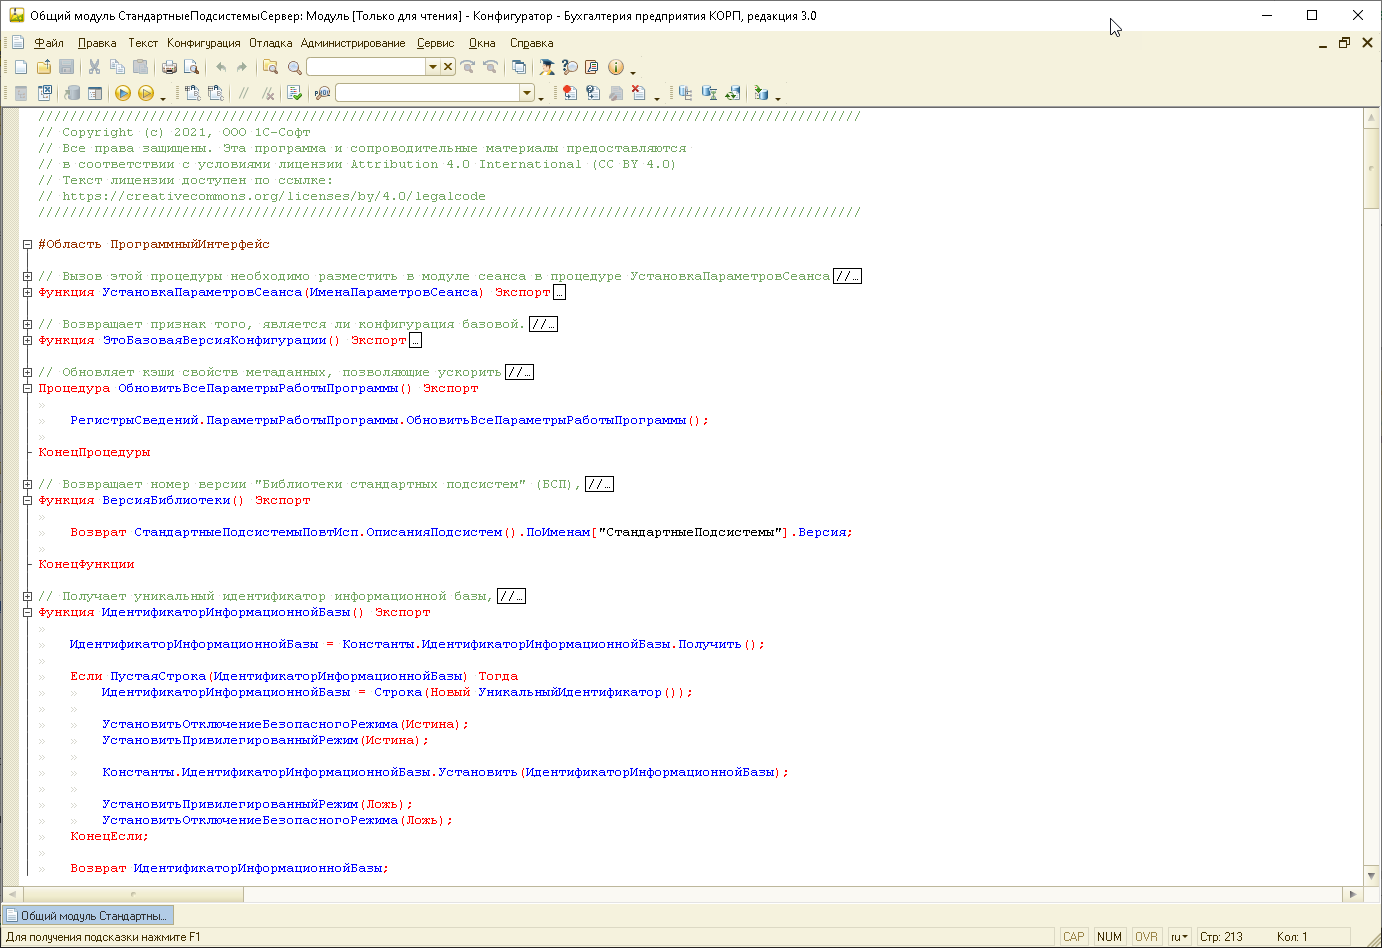 Общий модуль СтандартныеПодсистемыСервер: Модуль [Только для чтения] - Конфигуратор - Бухгалтерия предприятия КОРП, редакция 3.0
Файл Правка Текст Конфигурация Отладка Администрирование Сервис Окна Справка
////////////////////////////////////////////////////////////////////////////////////////////////////////
// Copyright (c) 2021, ООО 1С-Софт
// Все права защищены. Эта программа и сопроводительные материалы предоставляются
// в соответствии с условиями лицензии Attribution 4.0 International (CC BY 4.0)
// Текст лицензии доступен по ссылке:
// https://creativecommons.org/licenses/by/4.0/legalcode
////////////////////////////////////////////////////////////////////////////////////////////////////////
#Область ПрограммныйИнтерфейс
// Вызов этой процедуры необходимо разместить в модуле сеанса в процедуре УстановкаПараметровСеанса //…
Функция УстановкаПараметровСеанса(ИменаПараметровСеанса) Экспорт …
// Возвращает признак того, является ли конфигурация базовой. //…
Функция ЭтоБазоваяВерсияКонфигурации() Экспорт …
// Обновляет кэши свойств метаданных, позволяющие ускорить //…
Процедура ОбновитьВсеПараметрыРаботыПрограммы() Экспорт
РегистрыСведений.ПараметрыРаботыПрограммы.ОбновитьВсеПараметрыРаботыПрограммы();
КонецПроцедуры
// Возвращает номер версии "Библиотеки стандартных подсистем" (БСП), //…
Функция ВерсияБиблиотеки() Экспорт
Возврат СтандартныеПодсистемыПовтИсп.ОписанияПодсистем().ПоИменам["СтандартныеПодсистемы"].Версия;
КонецФункции
// Получает уникальный идентификатор информационной базы, //…
Функция ИдентификаторИнформационнойБазы() Экспорт
ИдентификаторИнформационнойБазы = Константы.ИдентификаторИнформационнойБазы.Получить();
Если ПустаяСтрока(ИдентификаторИнформационнойБазы) Тогда
ИдентификаторИнформационнойБазы = Строка(Новый УникальныйИдентификатор());
УстановитьОтключениеБезопасногоРежима(Истина);
УстановитьПривилегированныйРежим(Истина);
Константы.ИдентификаторИнформационнойБазы.Установить(ИдентификаторИнформационнойБазы);
УстановитьПривилегированныйРежим(Ложь);
УстановитьОтключениеБезопасногоРежима(Ложь);
КонецЕсли;
Возврат ИдентификаторИнформационнойБазы;
Общий модуль Стандартны...
Для получения подсказки нажмите F1 CAP NUM OVR ru Стр: 213 Кол: 1